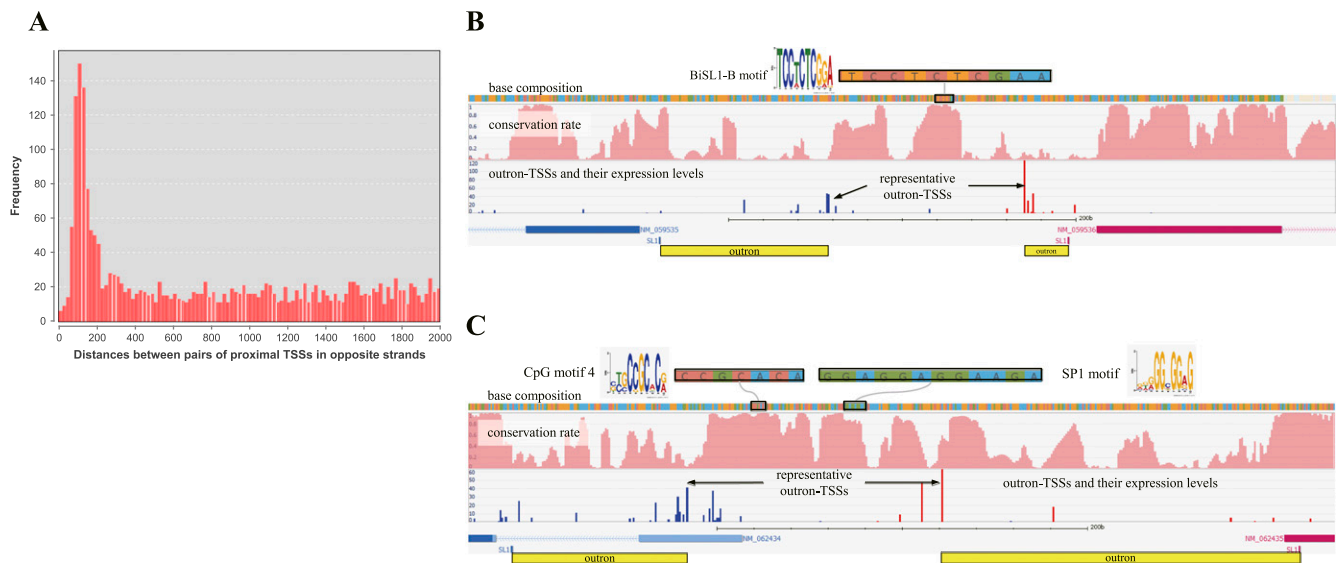 A
140
120
100
80
60
40
20
0
Frequency
0 200 400 600 800 1000 1200 1400 1600 1800 2000
Distances between pairs of proximal TSSs in opposite strands
B
BiSL1-B motif
T C C T C T C G A A
base composition
conservation rate
outron-TSSs and their expression levels
representative
outron-TSSs
200b
NM_059535
NM_059536
SL1
SL1
outron
outron
C
CpG motif 4
C C G C A C A
G G A G G A G G A A G A
SP1 motif
base composition
conservation rate
representative
outron-TSSs
outron-TSSs and their expression levels
200b
NM_062434
NM_062435
SL1
SL1
outron
outron